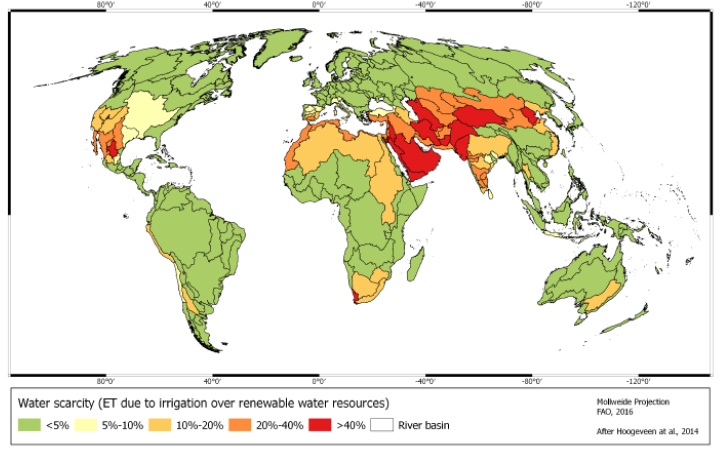 80°0' 40°0' 0°0' -40°0' -80°0' -120°0'
80°0' 40°0' 0°0' -40°0' -80°0' -120°0'
Water scarcity (ET due to irrigation over renewable water resources)
<5% 5%-10% 10%-20% 20%-40% >40% River basin
Mollweide Projection
FAO, 2016
After Hoogeveen at al., 2014